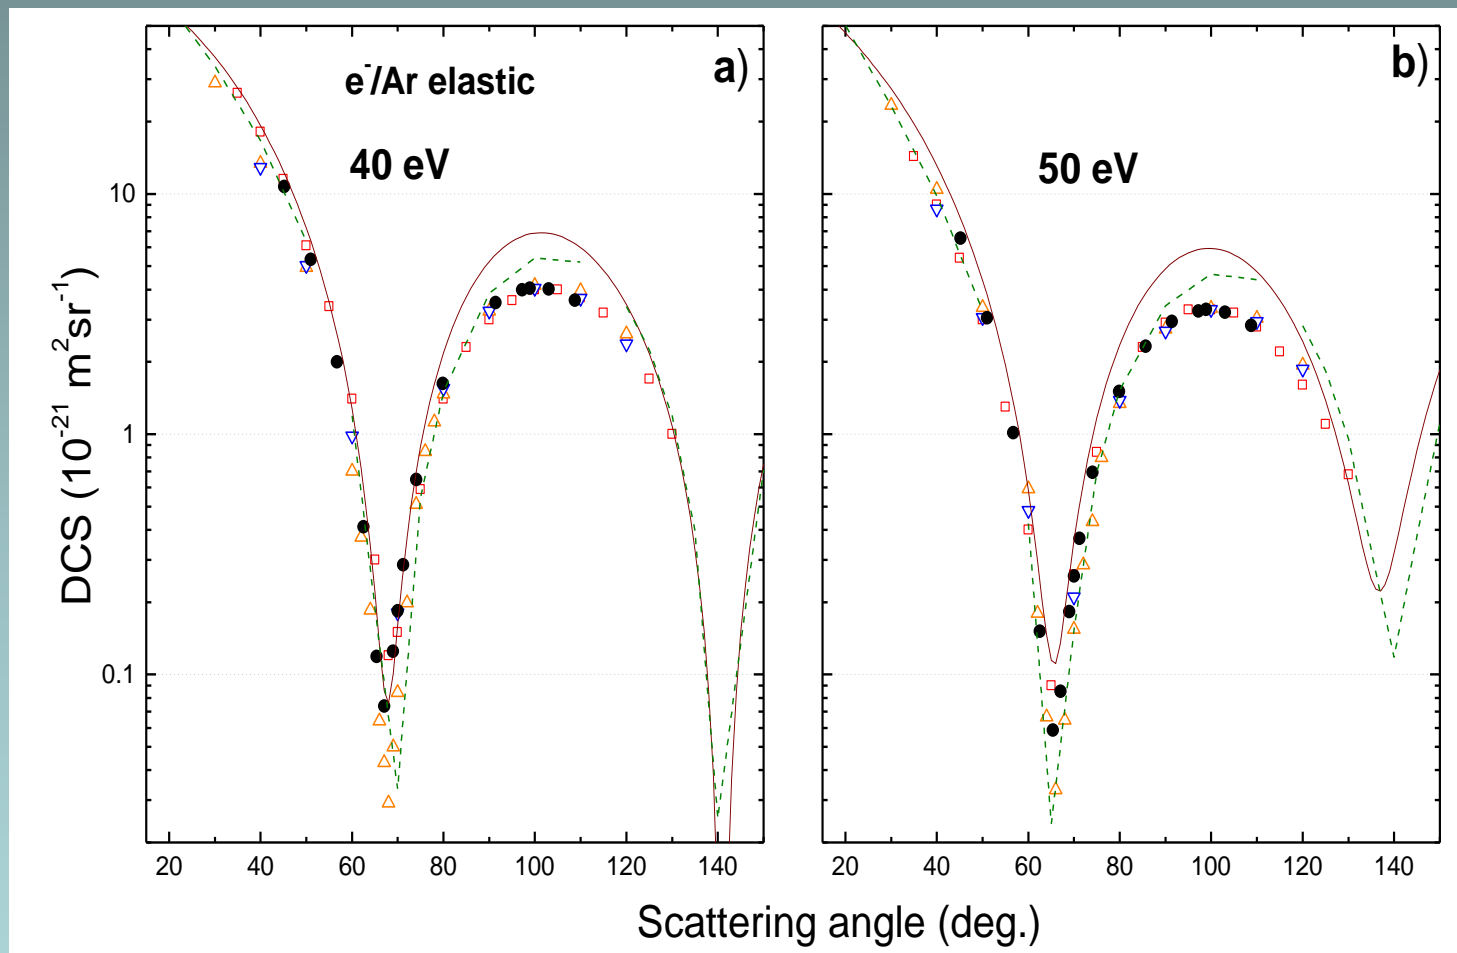 a)
e-/Ar elastic
40 eV
b)
50 eV
10
1
0.1
DCS (10-21 m2sr-1)
20 40 60 80 100 120 140
20 40 60 80 100 120 140
Scattering angle (deg.)